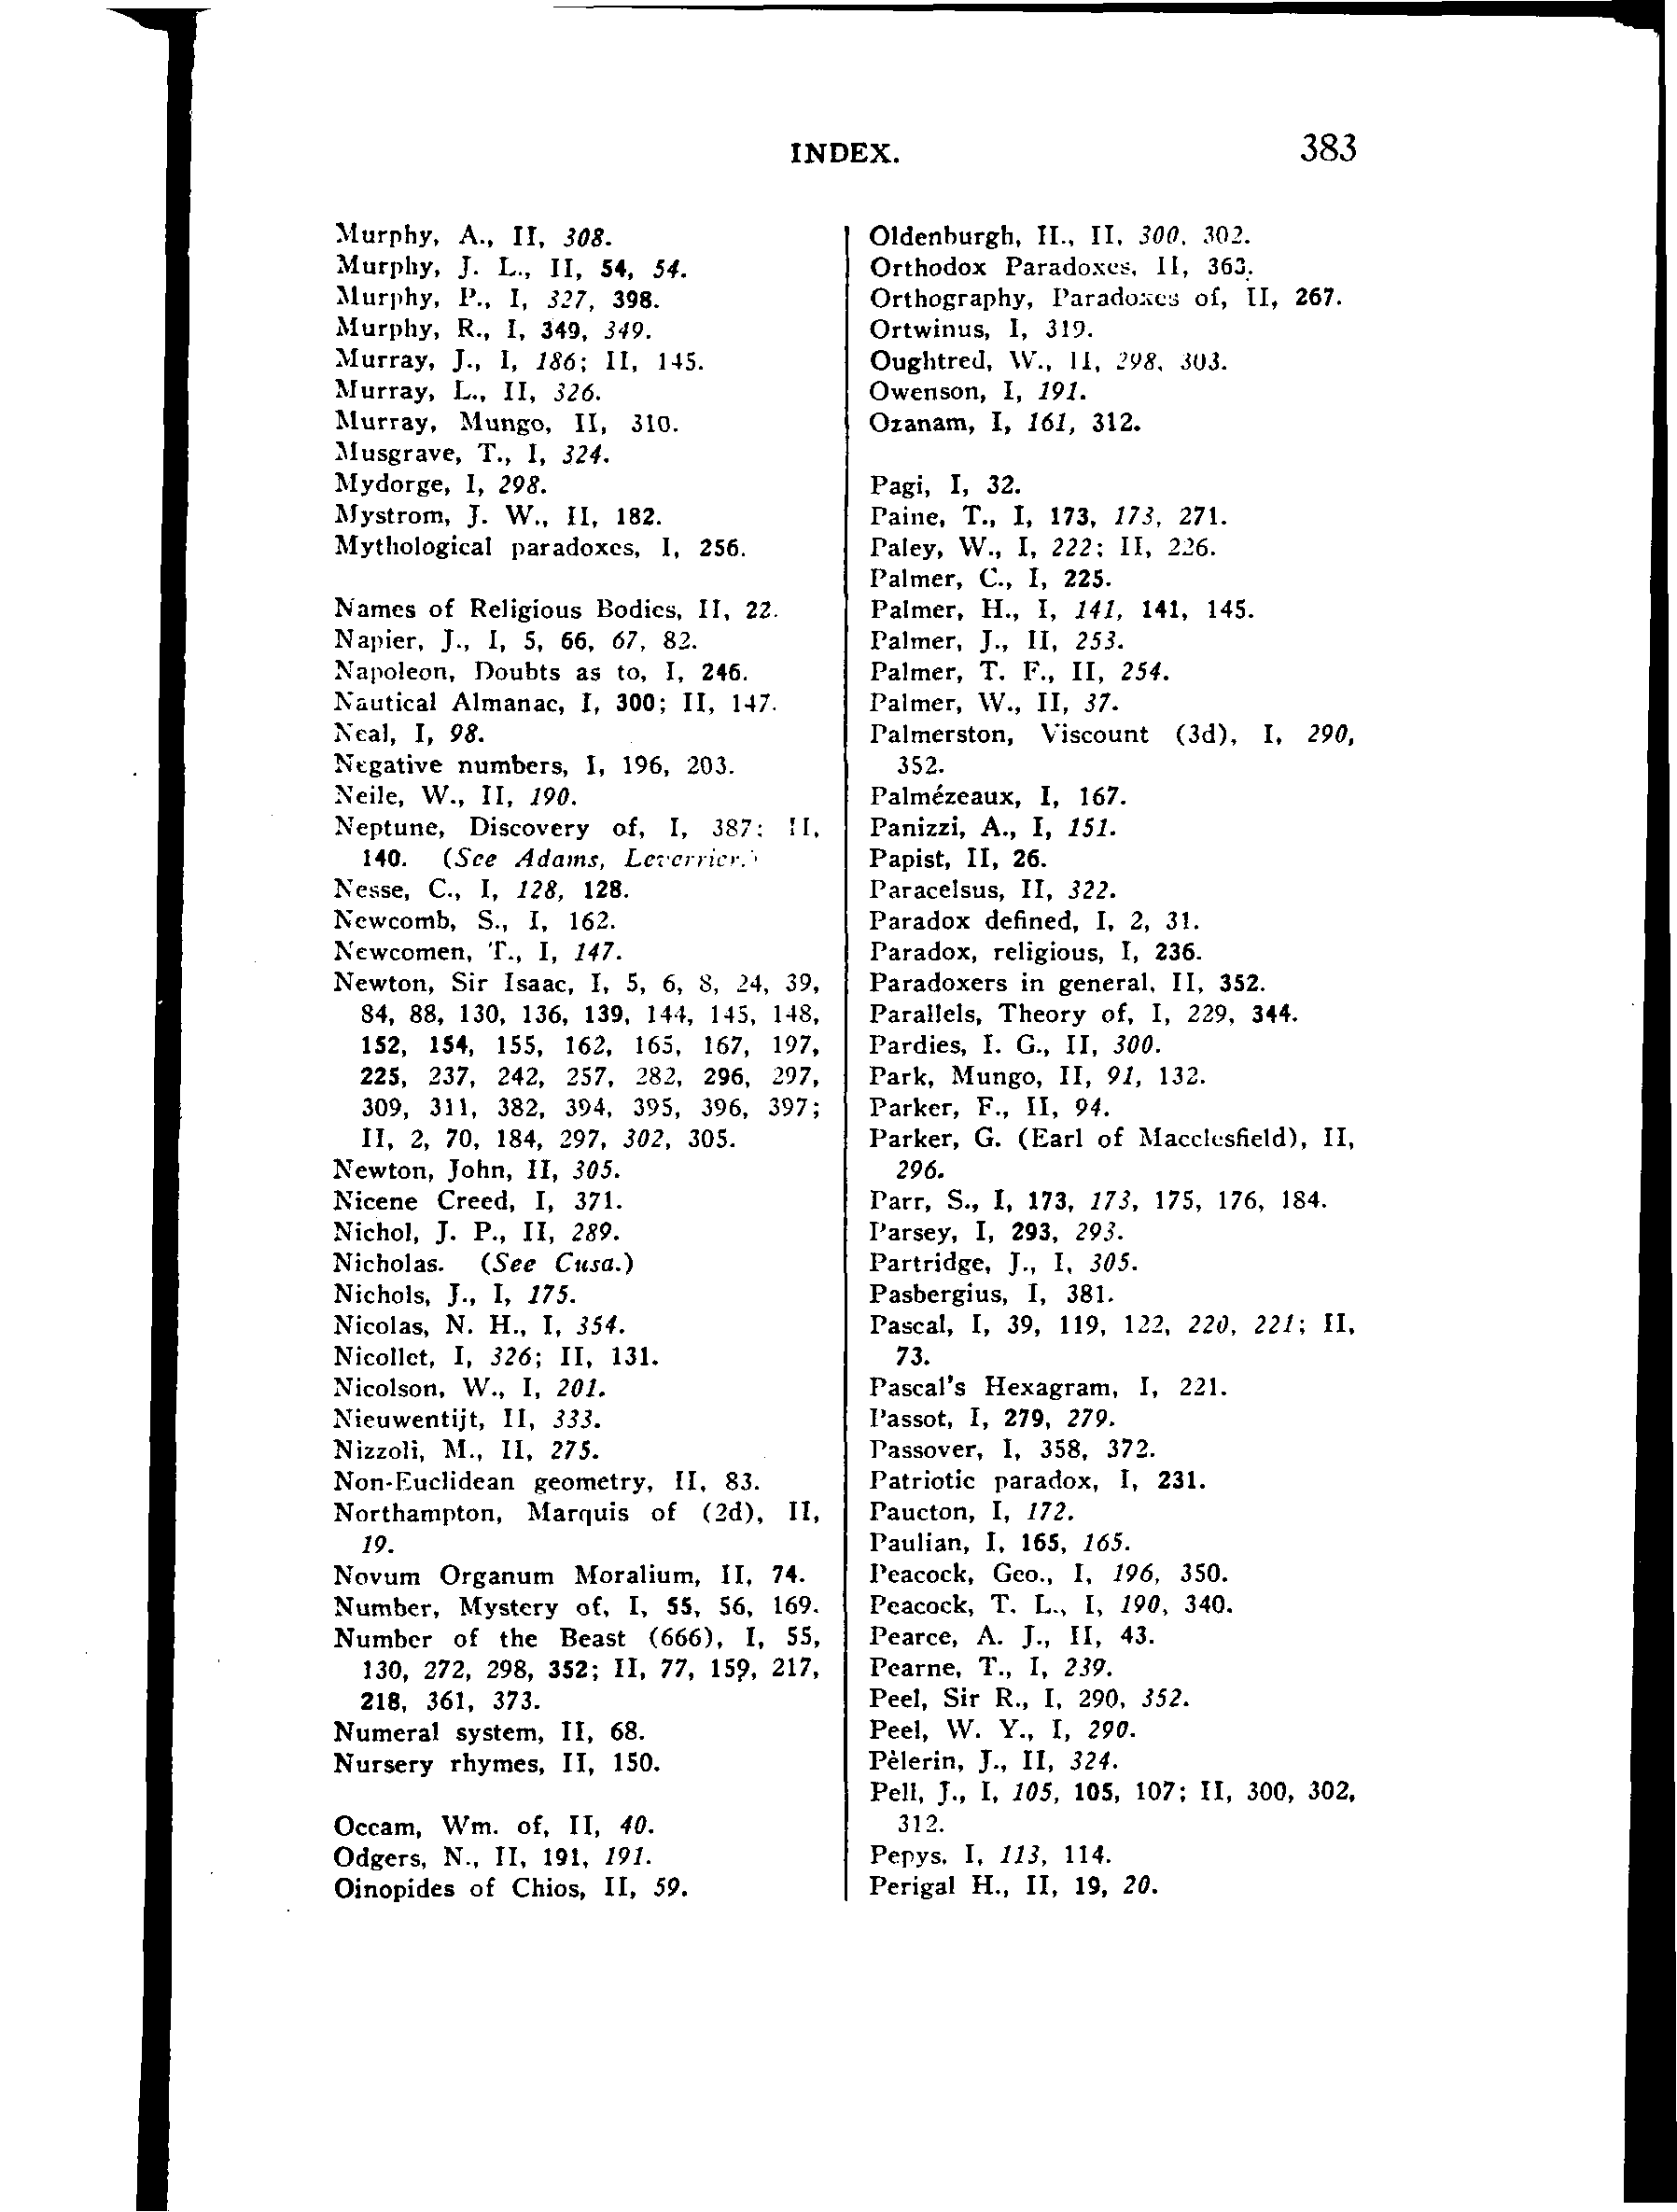 INDEX. 383
Murphy, A., II, 308.
Murphy, J. L., II, 54, 54.
Murphy, P., I, 327, 398.
Murphy, R., I, 349, 349.
Murray, J., I, 186; II, 145.
Murray, L., II, 326.
Murray, Mungo, II, 310.
Musgrave, T., I, 324.
Mydorge, I, 298.
Mystrom, J. W., II, 182.
Mythological paradoxes, I, 256.
Names of Religious Bodies, II, 22.
Napier, J., I, 5, 66, 67, 82.
Napoleon, Doubts as to, I, 246.
Nautical Almanac, I, 300; II, 147.
Neal, I, 98.
Negative numbers, I, 196, 203.
Neile, W., II, 190.
Neptune, Discovery of, I, 387; II,
140. (See Adams, Leverrier.)
Nesse, C., I, 128, 128.
Newcomb, S., I, 162.
Newcomen, T., I, 147.
Newton, Sir Isaac, I, 5, 6, 8, 24, 39,
84, 88, 130, 136, 139, 144, 145, 148,
152, 154, 155, 162, 165, 167, 197,
225, 237, 242, 257, 282, 296, 297,
309, 311, 382, 394, 395, 396, 397;
II, 2, 70, 184, 297, 302, 305.
Newton, John, II, 305.
Nicene Creed, I, 371.
Nichol, J. P., II, 289.
Nicholas. (See Cusa.)
Nichols, J., I, 175.
Nicolas, N. H., I, 354.
Nicollet, I, 326; II, 131.
Nicolson, W., I, 201.
Nieuwentijt, II, 333.
Nizzoli, M., II, 275.
Non-Euclidean geometry, II, 83.
Northampton, Marquis of (2d), II,
19.
Novum Organum Moralium, II, 74.
Number, Mystery of, I, 55, 56, 169.
Number of the Beast (666), I, 55,
130, 272, 298, 352; II, 77, 159, 217,
218, 361, 373.
Numeral system, II, 68.
Nursery rhymes, II, 150.
Occam, Wm. of, II, 40.
Odgers, N., II, 191, 191.
Oinopides of Chios, II, 59.
Oldenburgh, H., II, 300, 302.
Orthodox Paradoxes, II, 363.
Orthography, Paradoxes of, II, 267.
Ortwinus, I, 319.
Oughtred, W., II, 298, 303.
Owenson, I, 191.
Ozanam, I, 161, 312.
Pagi, I, 32.
Paine, T., I, 173, 173, 271.
Paley, W., I, 222; II, 226.
Palmer, C., I, 225.
Palmer, H., I, 141, 141, 145.
Palmer, J., II, 253.
Palmer, T. F., II, 254.
Palmer, W., II, 37.
Palmerston, Viscount (3d), I, 290,
352.
Palmézeaux, I, 167.
Panizzi, A., I, 151.
Papist, II, 26.
Paracelsus, II, 322.
Paradox defined, I, 2, 31.
Paradox, religious, I, 236.
Paradoxers in general, II, 352.
Parallels, Theory of, I, 229, 344.
Pardies, I. G., II, 300.
Park, Mungo, II, 91, 132.
Parker, F., II, 94.
Parker, G. (Earl of Macclesfield), II,
296.
Parr, S., I, 173, 173, 175, 176, 184.
Parsey, I, 293, 293.
Partridge, J., I, 305.
Pasbergius, I, 381.
Pascal, I, 39, 119, 122, 220, 221; II,
73.
Pascal's Hexagram, I, 221.
Passot, I, 279, 279.
Passover, I, 358, 372.
Patriotic paradox, I, 231.
Paucton, I, 172.
Paulian, I, 165, 165.
Peacock, Geo., I, 196, 350.
Peacock, T. L., I, 190, 340.
Pearce, A. J., II, 43.
Pearne, T., I, 239.
Peel, Sir R., I, 290, 352.
Peel, W. Y., I, 290.
Pèlerin, J., II, 324.
Pell, J., I, 105, 105, 107; II, 300, 302,
312.
Pepys, I, 113, 114.
Perigal H., II, 19, 20.